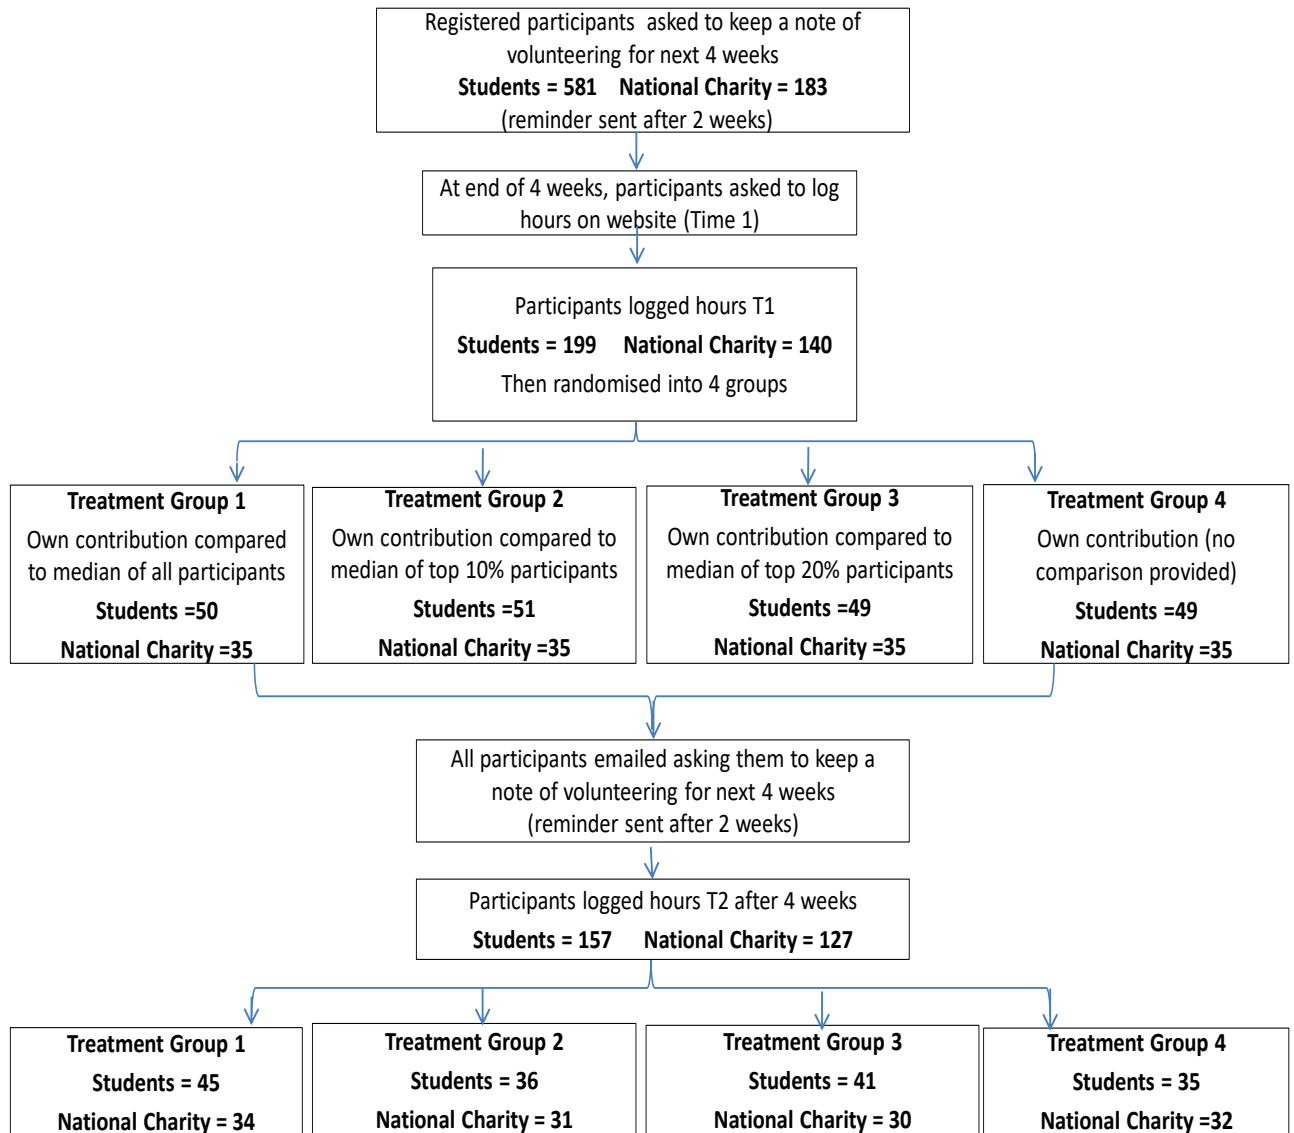 Registered participants asked to keep a note of
volunteering for next 4 weeks
Students = 581 National Charity = 183
(reminder sent after 2 weeks)
At end of 4 weeks, participants asked to log
hours on website (Time 1)
Participants logged hours T1
Students = 199 National Charity = 140
Then randomised into 4 groups
Treatment Group 1
Own contribution compared
to median of all participants
Students =50
National Charity =35
Treatment Group 2
Own contribution compared to
median of top 10% participants
Students =51
National Charity =35
Treatment Group 3
Own contribution compared to
median of top 20% participants
Students =49
National Charity =35
Treatment Group 4
Own contribution (no
comparison provided)
Students =49
National Charity =35
All participants emailed asking them to keep a
note of volunteering for next 4 weeks
(reminder sent after 2 weeks)
Participants logged hours T2 after 4 weeks
Students = 157 National Charity = 127
Treatment Group 1
Students = 45
National Charity = 34
Treatment Group 2
Students = 36
National Charity = 31
Treatment Group 3
Students = 41
National Charity = 30
Treatment Group 4
Students = 35
National Charity =32